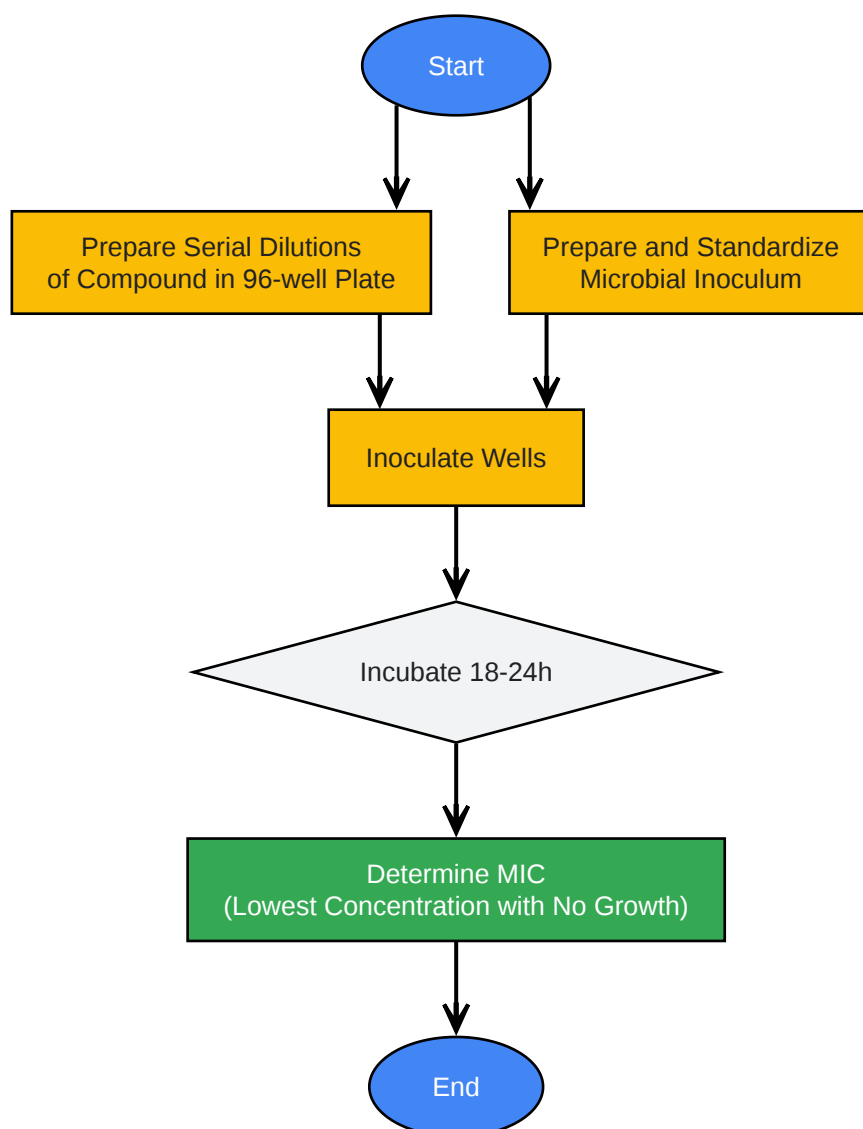 Start
Prepare Serial Dilutions
of Compound in 96-well Plate
Prepare and Standardize
Microbial Inoculum
Inoculate Wells
Incubate 18-24h
Determine MIC
(Lowest Concentration with No Growth)
End